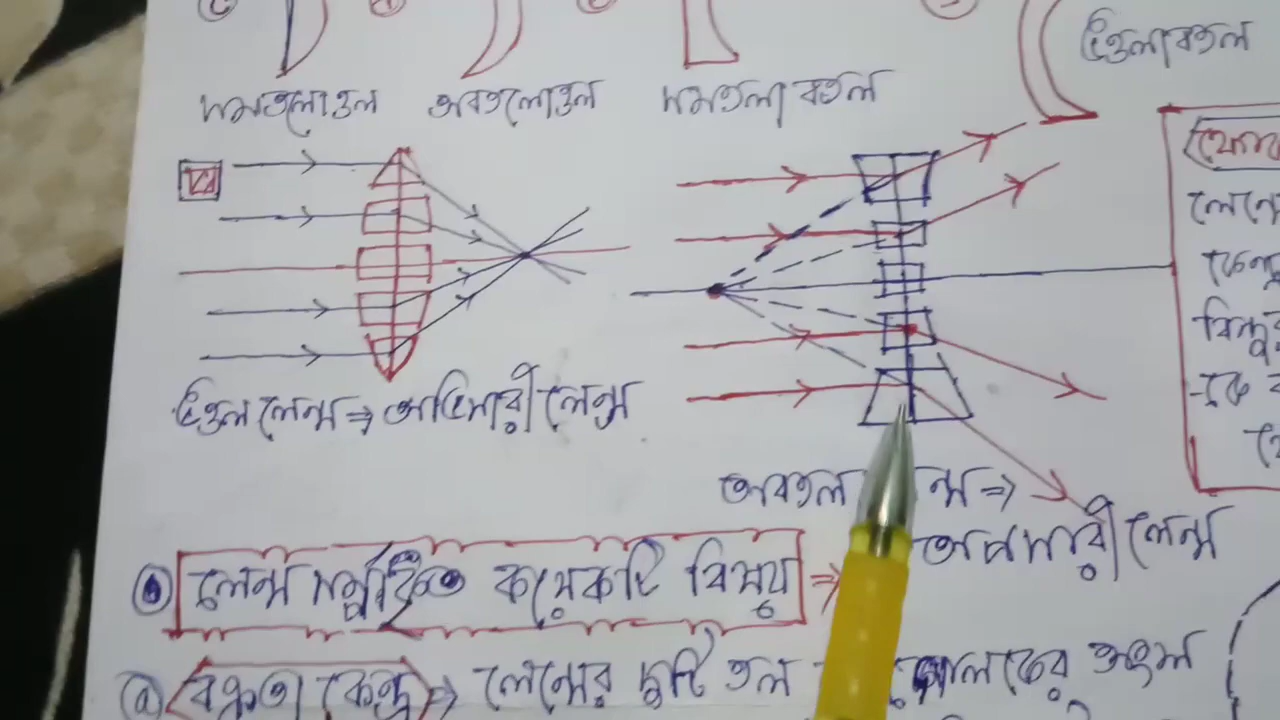 সমতলোত্তল অবতলোত্তল সমতলাবতল
উত্তলাবতল
উত্তল লেন্স ⇒ অভিসারী লেন্স
অবতল ন্স ⇒
অপসারী লেন্স
লেন্স সম্পর্কিত কয়েকটি বিষয় ⇒
লেন্সে
বিন্দু
কে
ⓐ বক্রতা কেন্দ্র ⇒ লেন্সের দুটি তল